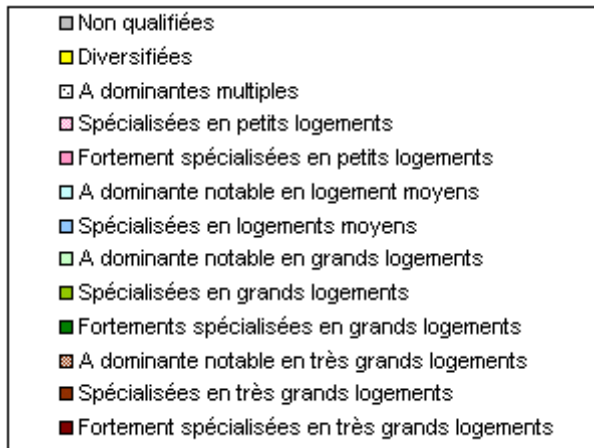 Non qualifiées
Diversifiées
A dominantes multiples
Spécialisées en petits logements
Fortement spécialisées en petits logements
A dominante notable en logement moyens
Spécialisées en logements moyens
A dominante notable en grands logements
Spécialisées en grands logements
Fortements spécialisées en grands logements
A dominante notable en très grands logements
Spécialisées en très grands logements
Fortement spécialisées en très grands logements